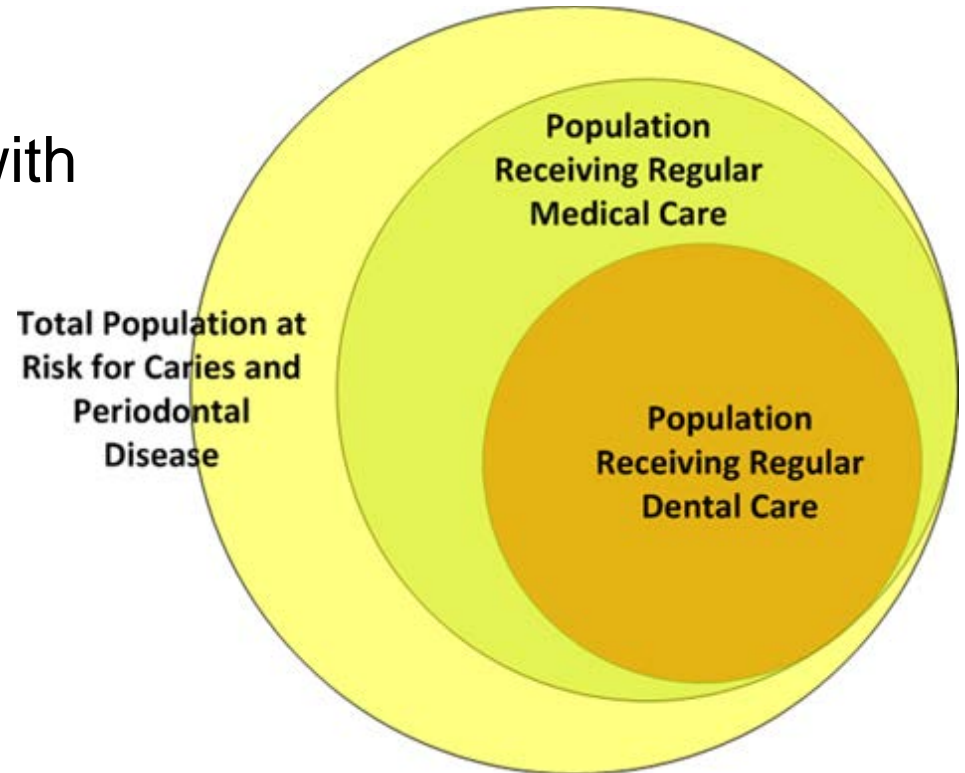 with
Population
Receiving Regular
Medical Care
Total Population at
Risk for Caries and
Periodontal
Disease
Population
Receiving Regular
Dental Care